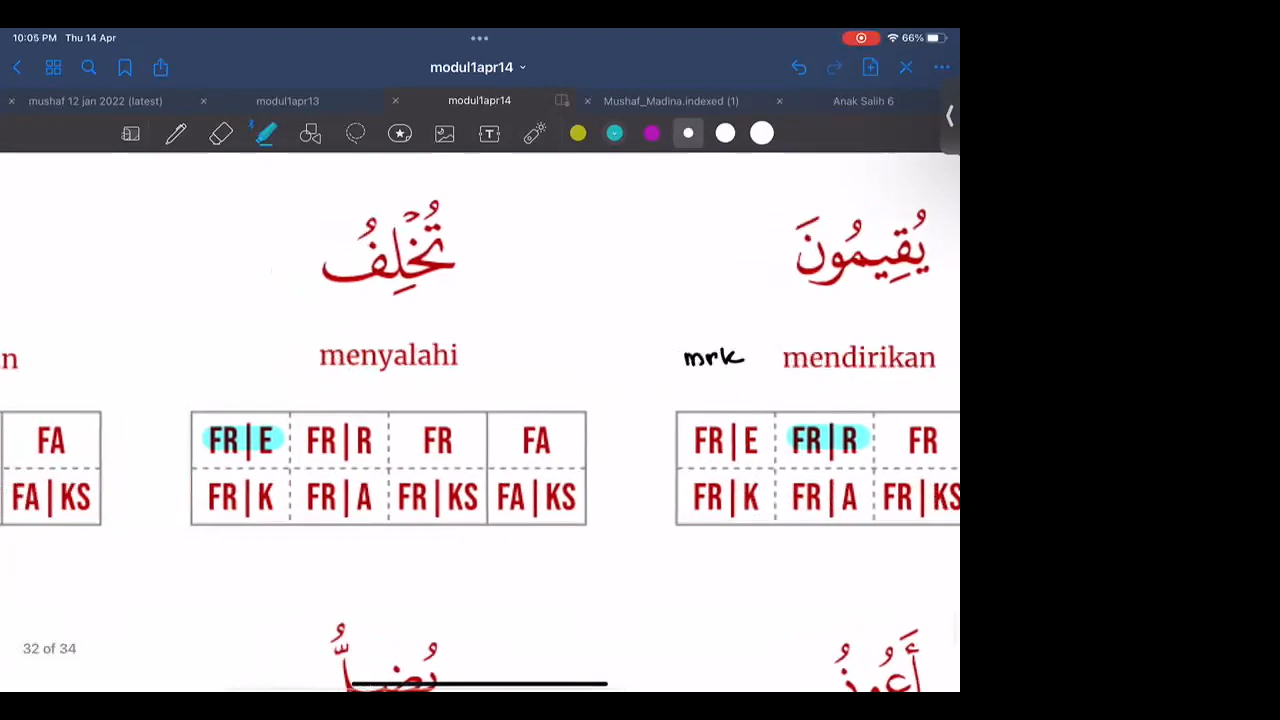 10:05 PM Thu 14 Apr
66%
modul1apr14
mushaf 12 jan 2022 (latest)
modul1apr13
modul1apr14
Mushaf_Madina.indexed (1)
Anak Salih 6
تُخْلِفُ
يُقِيمُونَ
n
menyalahi
mrk mendirikan
FA
FR|E FR|R FR FA
FR|E FR|R FR
FA|KS
FR|K FR|A FR|KS FA|KS
FR|K FR|A FR|KS
32 of 34
يُضِلُّ
أَعُوذُ